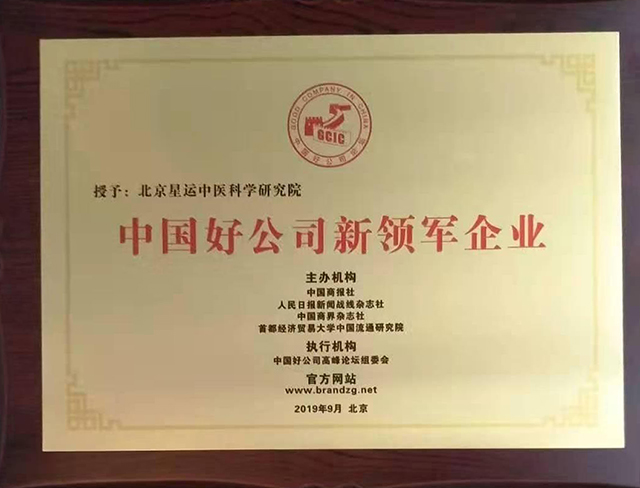 GOOD COMPANY IN CHINA
GCIC
授予：北京星运中医科学研究院
中国好公司新领军企业
主办机构
中国商报社
人民日报新闻战线杂志社
中国商界杂志社
首都经济贸易大学中国流通研究院
执行机构
中国好公司高峰论坛组委会
官方网站
www.brandzg.net
2019年9月 北京